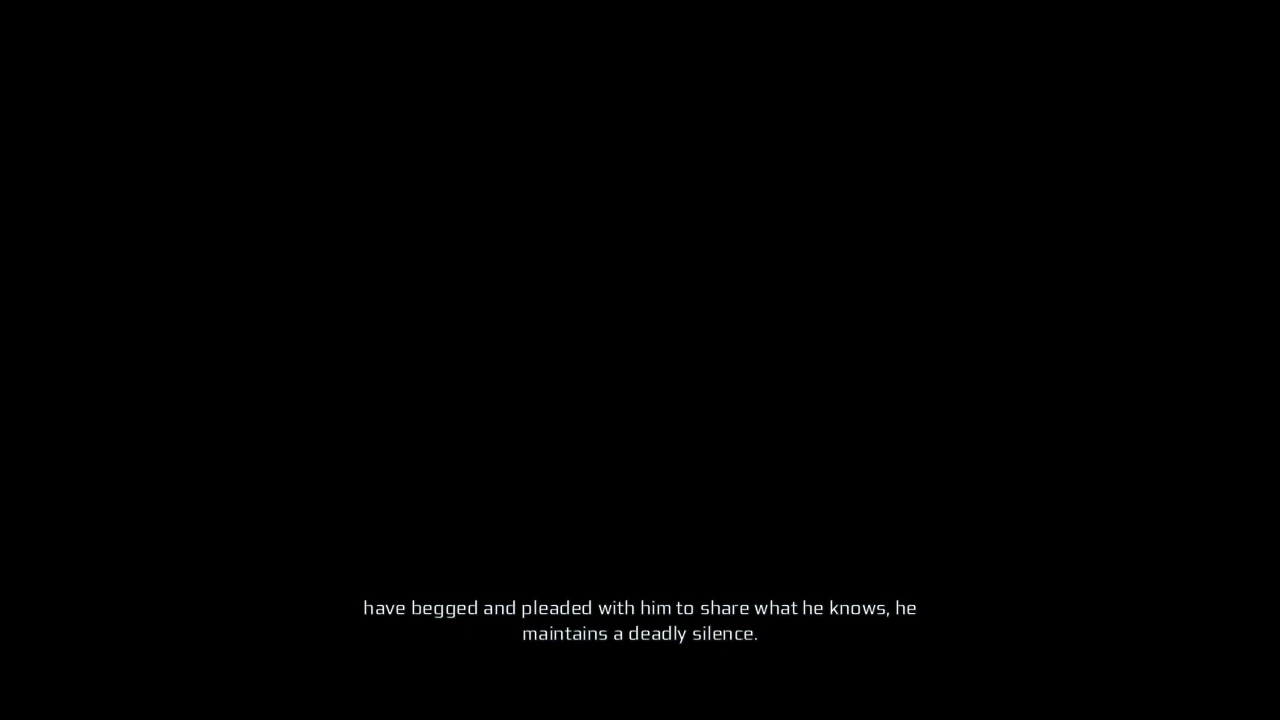 have begged and pleaded with him to share what he knows, he
maintains a deadly silence.